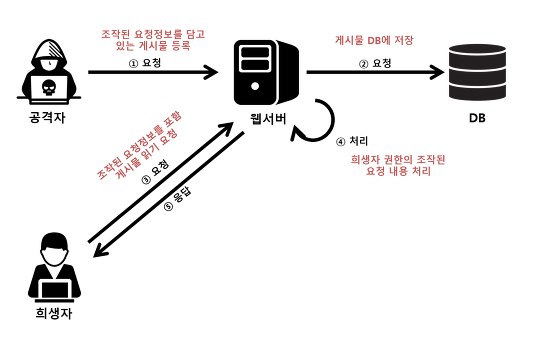 조작된 요청정보를 담고
있는 게시물 등록
① 요청
게시물 DB에 저장
② 요청
공격자
웹서버
DB
조작된 요청정보를 포함
게시물 읽기 요청
③ 요청
④ 처리
희생자 권한의 조작된
요청 내용 처리
⑤ 응답
희생자